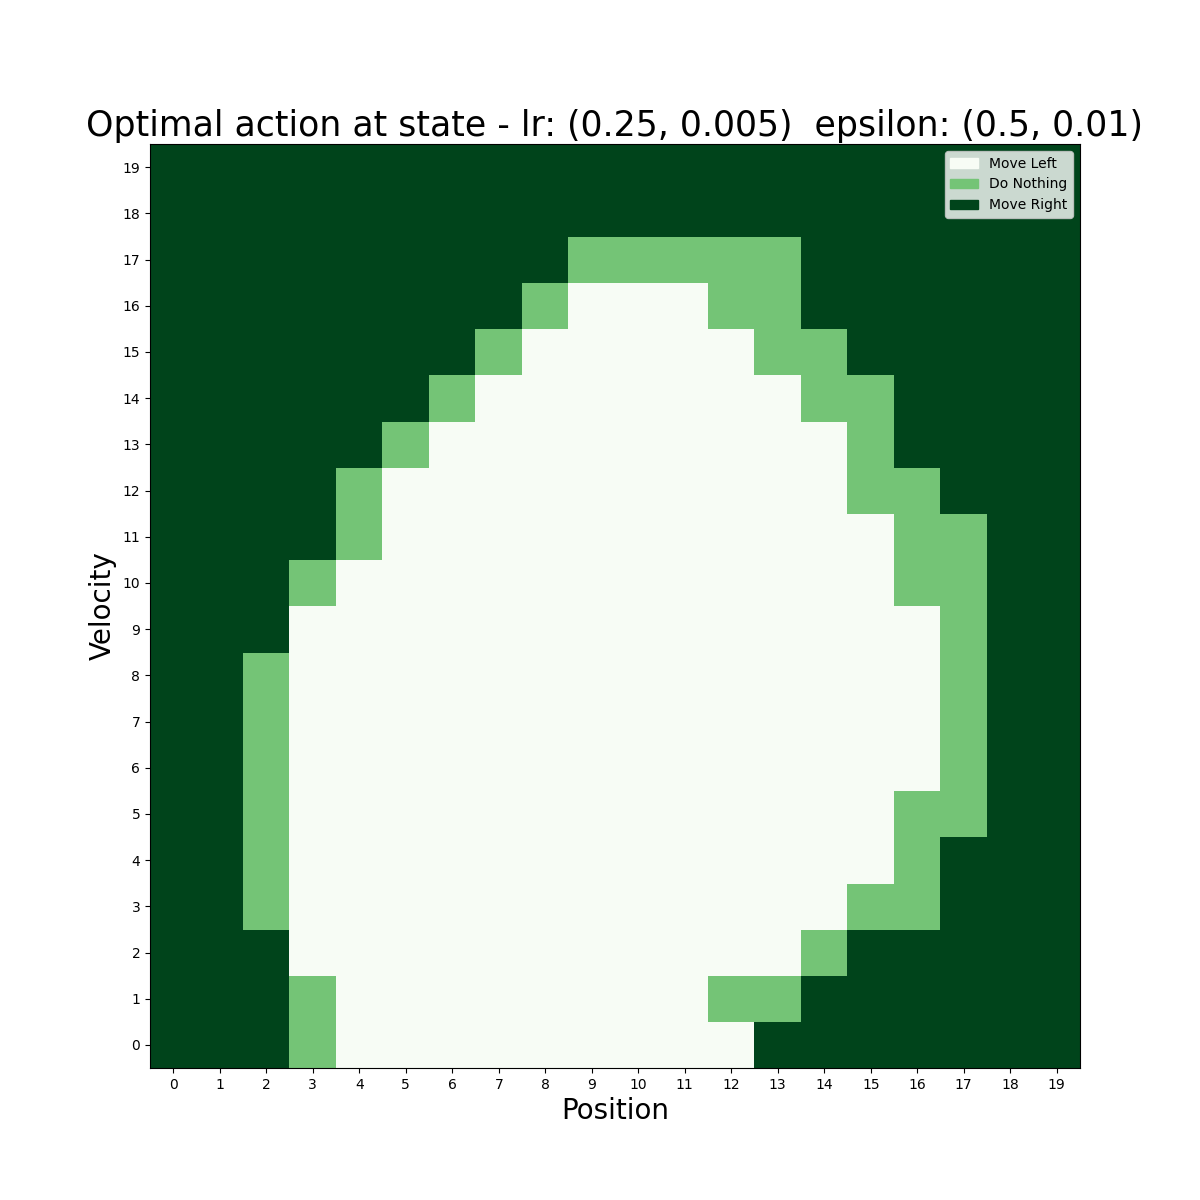 Optimal action at state - lr: (0.25, 0.005)  epsilon: (0.5, 0.01)
Move Left
Do Nothing
Move Right
19
18
17
16
15
14
13
12
11
10
9
8
7
6
5
4
3
2
1
0
Velocity
0 1 2 3 4 5 6 7 8 9 10 11 12 13 14 15 16 17 18 19
Position